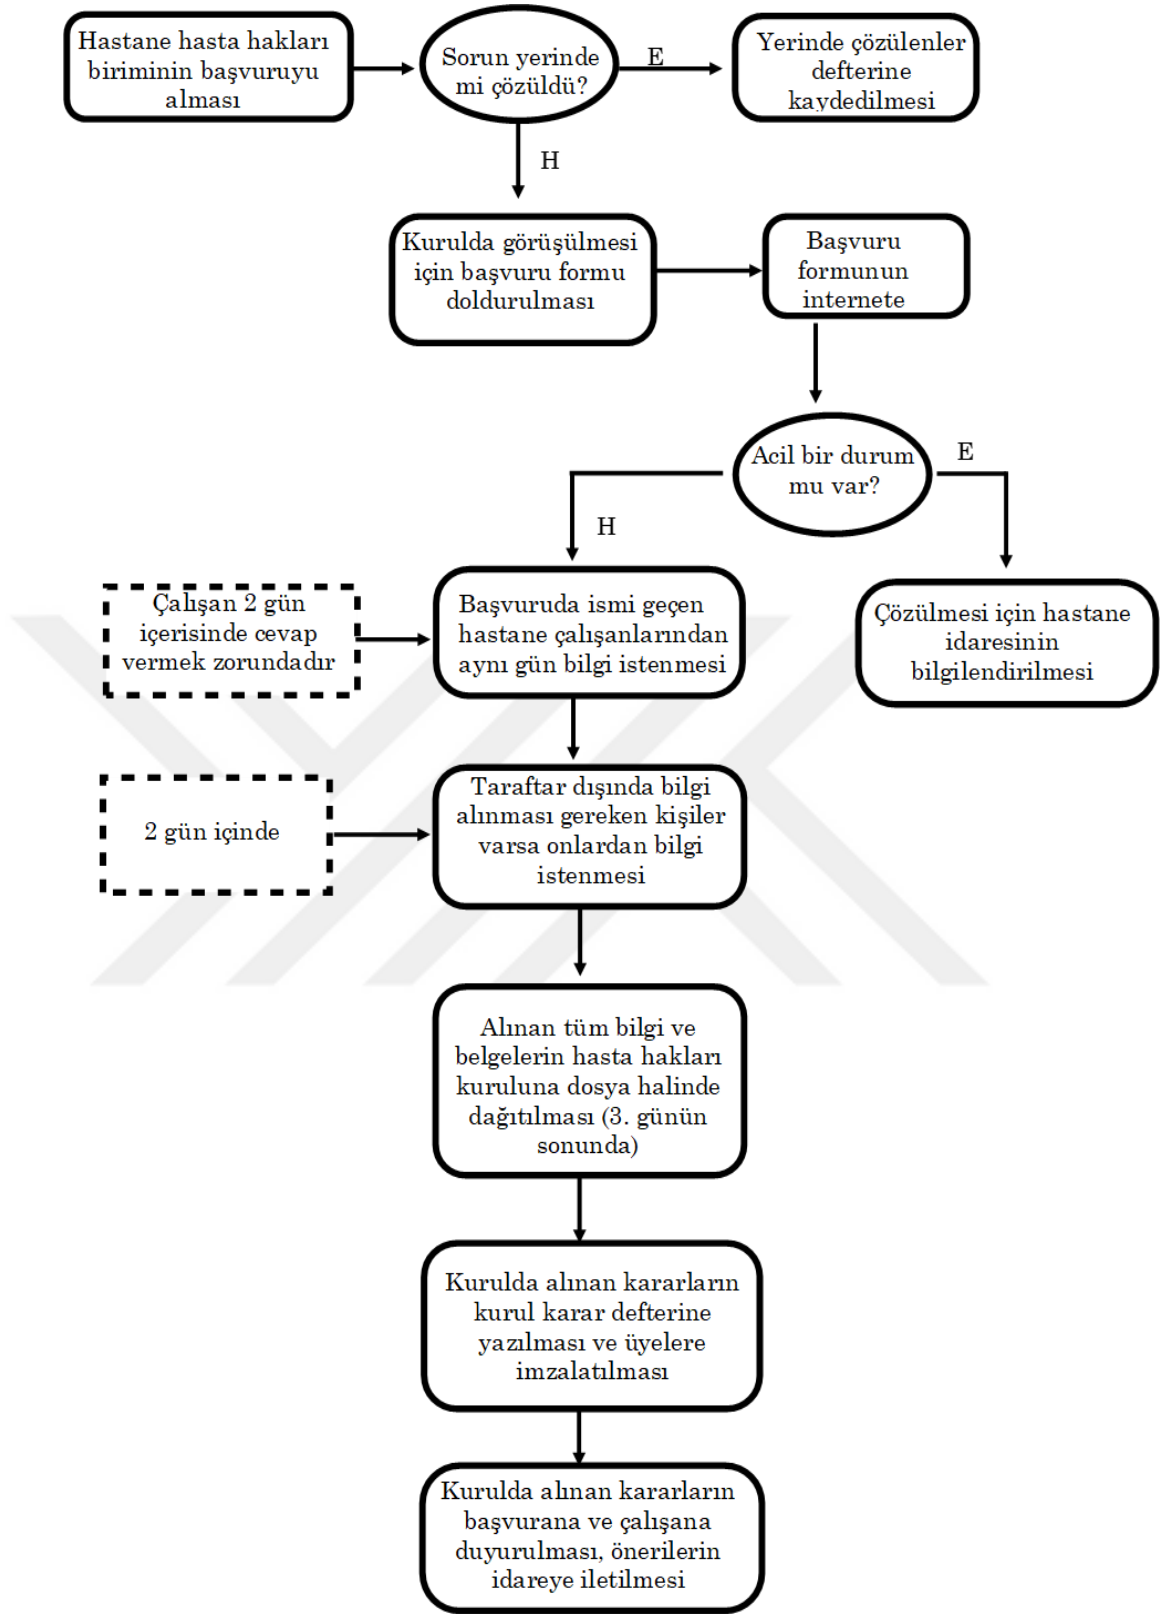 Hastane hasta hakları
biriminin başvuruyu
alması
Sorun yerinde
mi çözüldü?
E
Yerinde çözülenler
defterine
kaydedilmesi
H
Kurulda görüşülmesi
için başvuru formu
doldurulması
Başvuru
formunun
internete
Acil bir durum
mu var?
E
H
Çalışan 2 gün
içerisinde cevap
vermek zorundadır
Başvuruda ismi geçen
hastane çalışanlarından
aynı gün bilgi istenmesi
Çözülmesi için hastane
idaresinin
bilgilendirilmesi
2 gün içinde
Taraftar dışında bilgi
alınması gereken kişiler
varsa onlardan bilgi
istenmesi
Alınan tüm bilgi ve
belgelerin hasta hakları
kuruluna dosya halinde
dağıtılması (3. günün
sonunda)
Kurulda alınan kararların
kurul karar defterine
yazılması ve üyelere
imzalatılması
Kurulda alınan kararların
başvurana ve çalışana
duyurulması, önerilerin
idareye iletilmesi